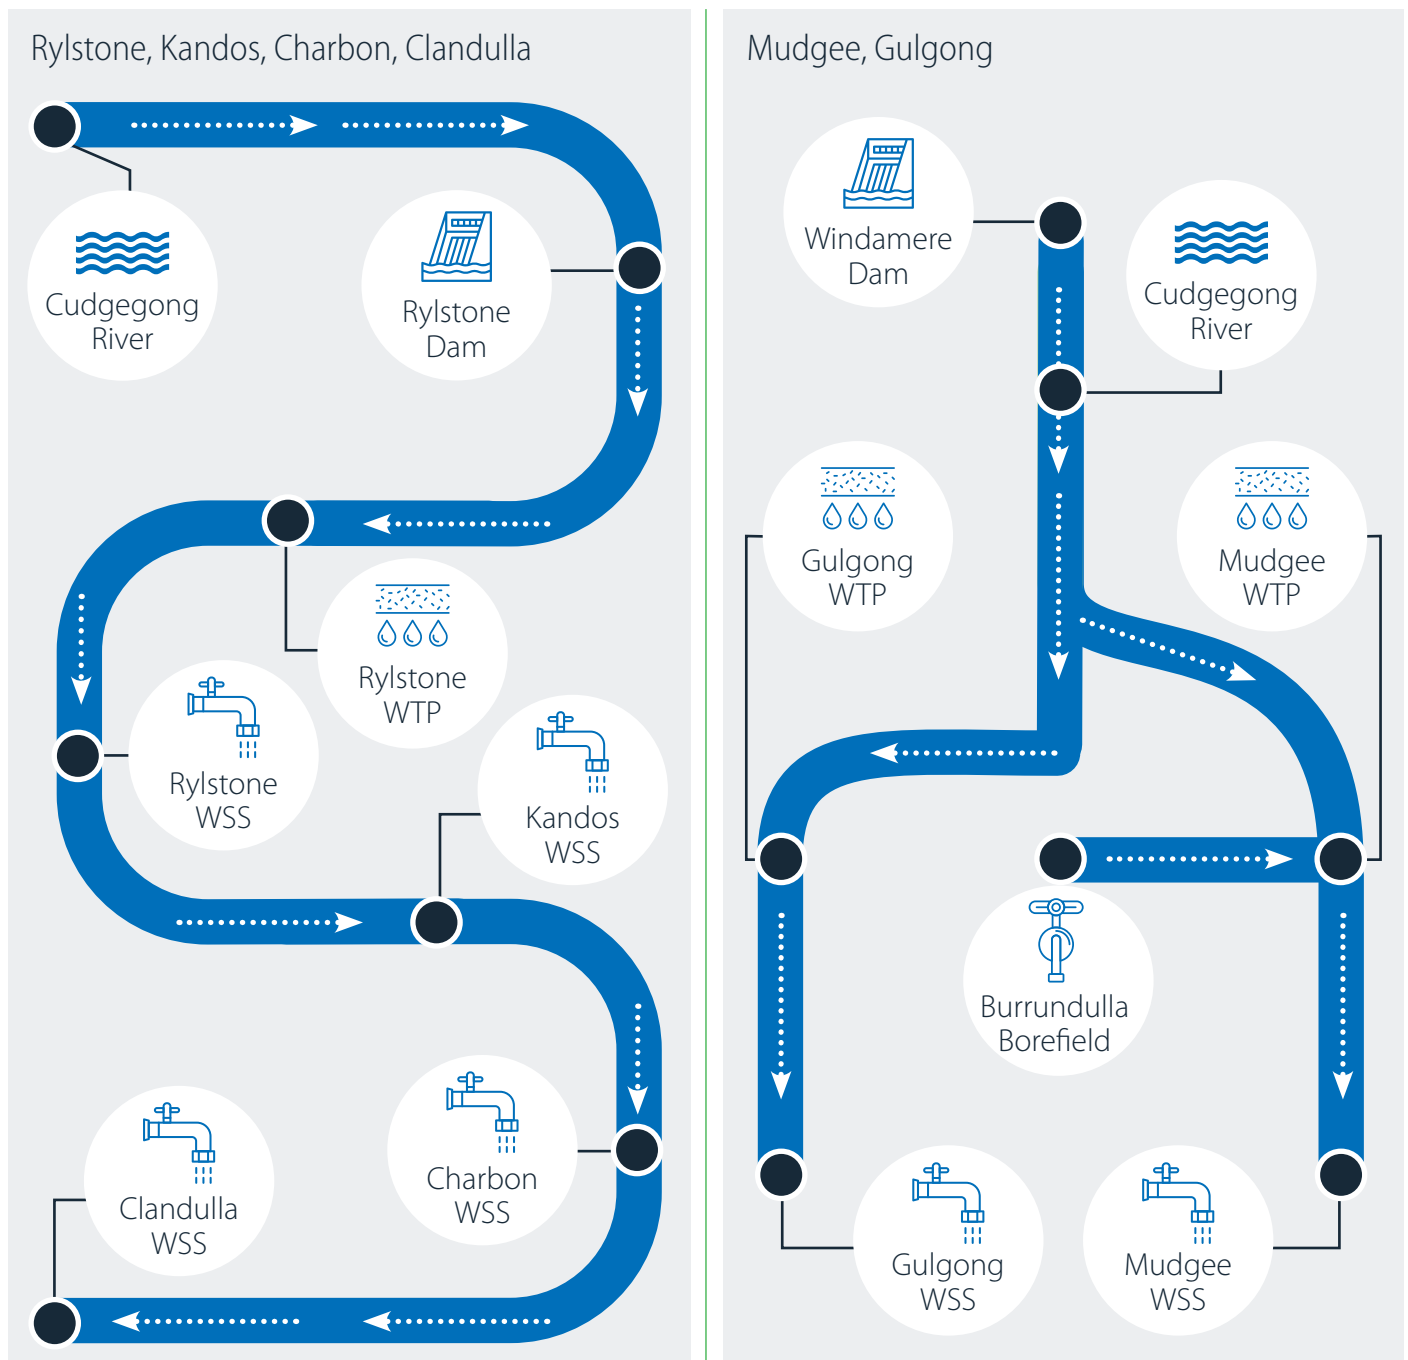 Rylstone, Kandos, Charbon, Clandulla
Cudgegong
River
Rylstone
Dam
Rylstone
WTP
Rylstone
WSS
Kandos
WSS
Charbon
WSS
Clandulla
WSS
Mudgee, Gulgong
Windamere
Dam
Cudgegong
River
Gulgong
WTP
Mudgee
WTP
Burrundulla
Borefield
Gulgong
WSS
Mudgee
WSS